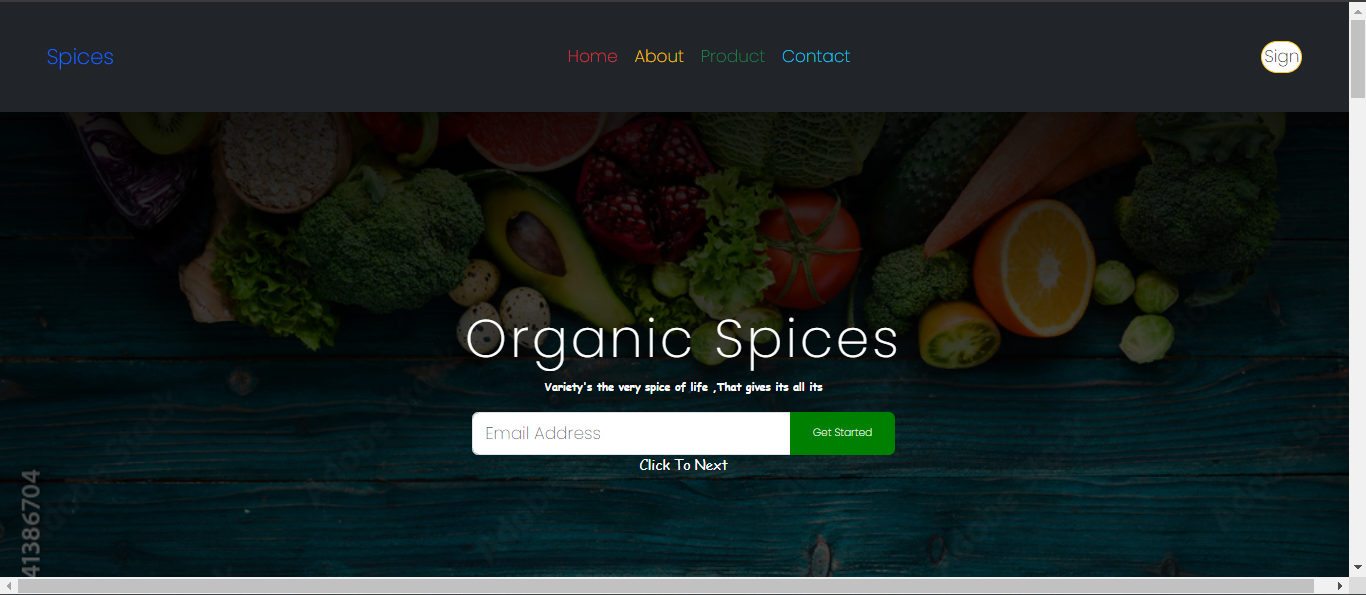 Spices
Home About Product Contact
Sign
Organic Spices
Variety's the very spice of life ,That gives its all its
Email Address
Get Started
Click To Next
41386704